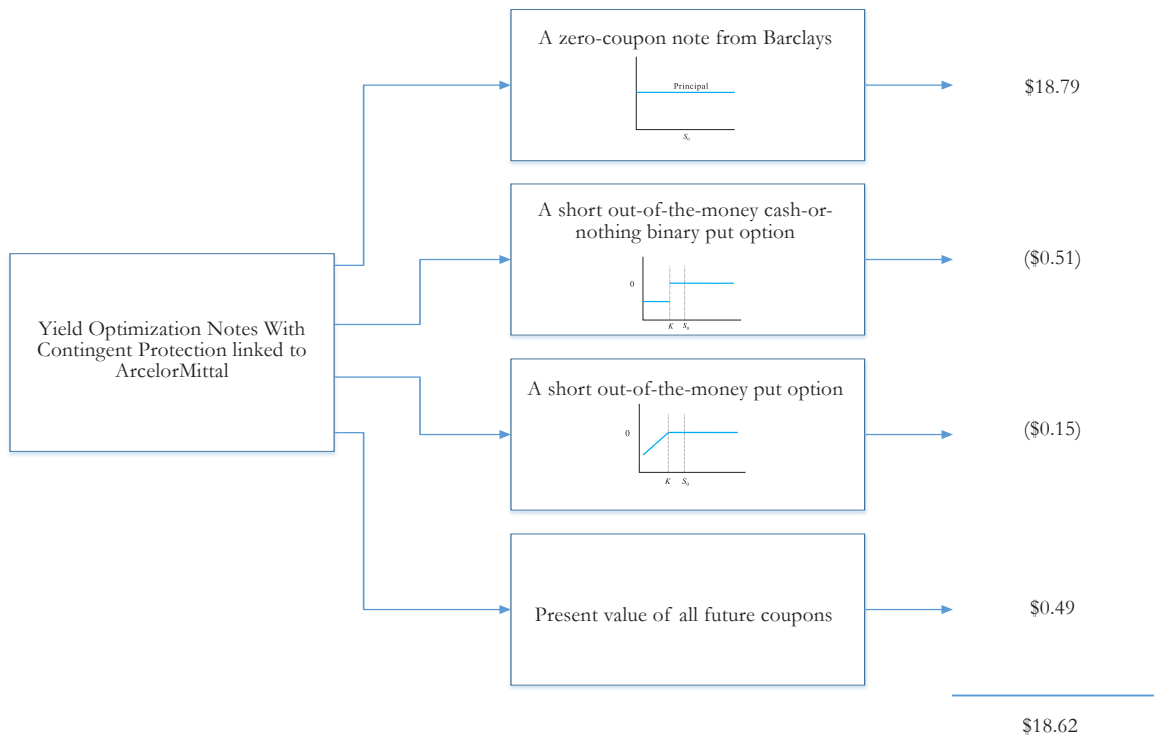 A zero-coupon note from Barclays
Principal
S₀
$18.79
A short out-of-the-money cash-or-
nothing binary put option
0
K S₀
($0.51)
Yield Optimization Notes With
Contingent Protection linked to
ArcelorMittal
A short out-of-the-money put option
0
K S₀
($0.15)
Present value of all future coupons
$0.49
$18.62